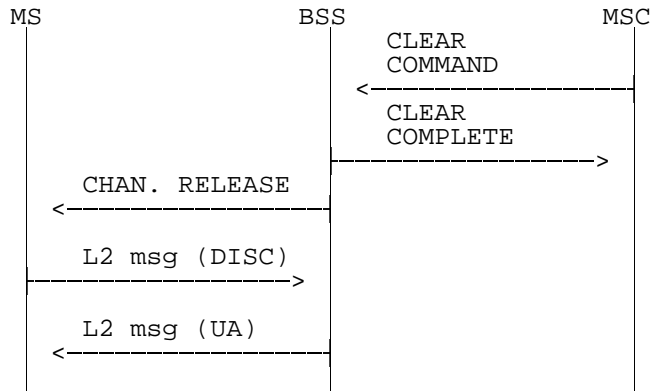 MS BSS MSC
CLEAR
COMMAND
CLEAR
COMPLETE
CHAN. RELEASE
L2 msg (DISC)
L2 msg (UA)